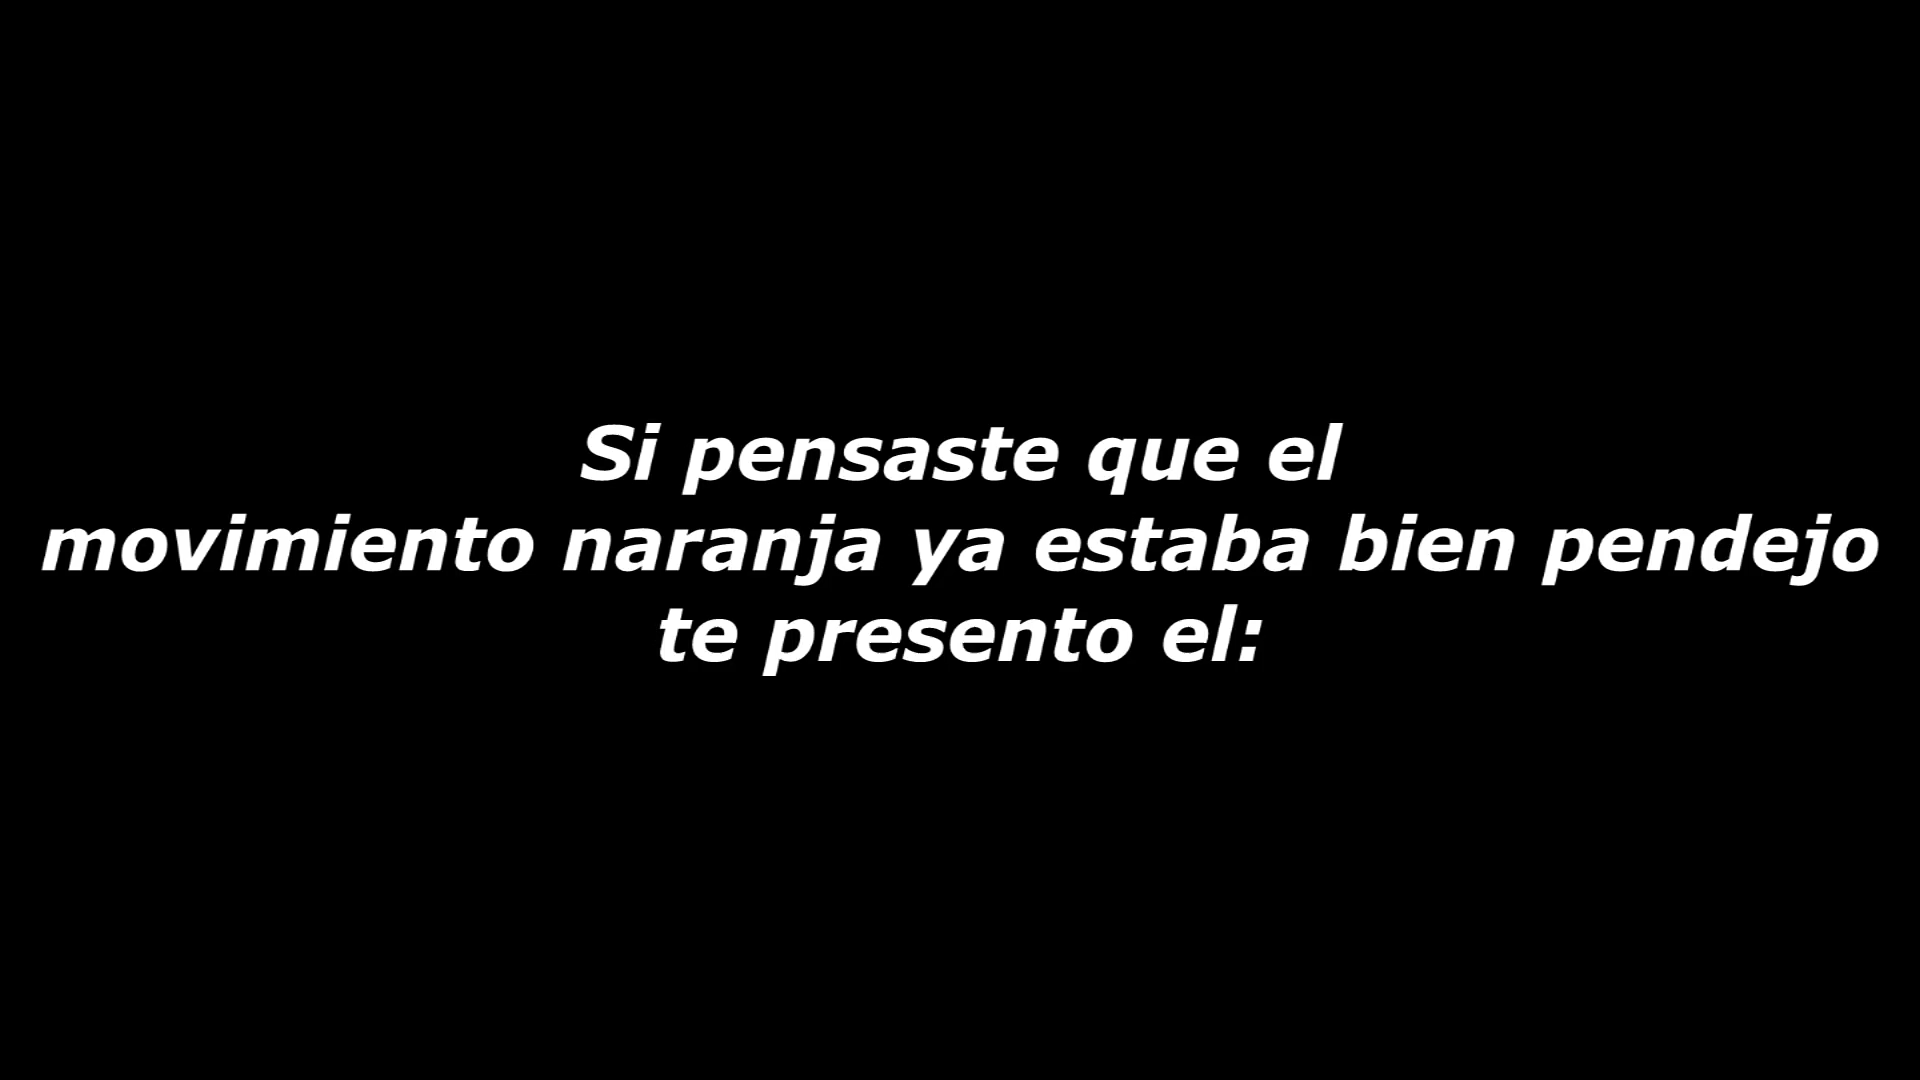 Si pensaste que el
movimiento naranja ya estaba bien pendejo
te presento el: